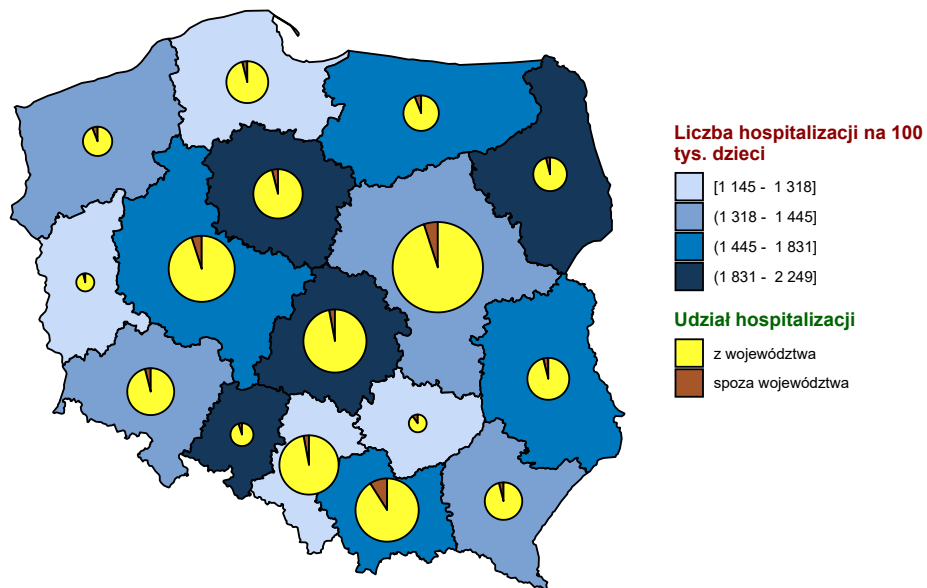 Liczba hospitalizacji na 100
tys. dzieci
[1 145 - 1 318]
(1 318 - 1 445]
(1 445 - 1 831]
(1 831 - 2 249]
Udział hospitalizacji
z województwa
spoza województwa